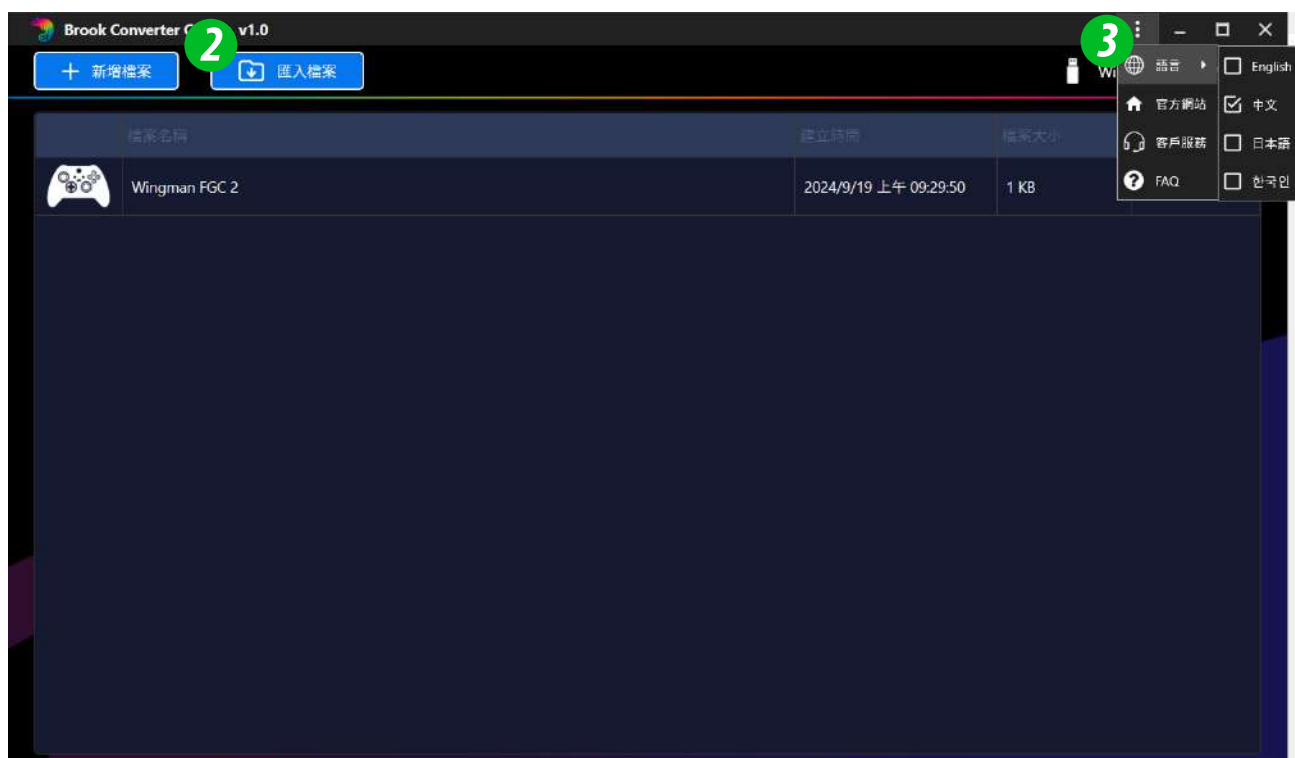 Brook Converter C v1.0
2
3
新增檔案
匯入檔案
Wi
語言
English
官方網站
中文
客戶服務
日本語
FAQ
한국인
檔案名稱
建立時間
檔案大小
Wingman FGC 2
2024/9/19 上午 09:29:50
1 KB